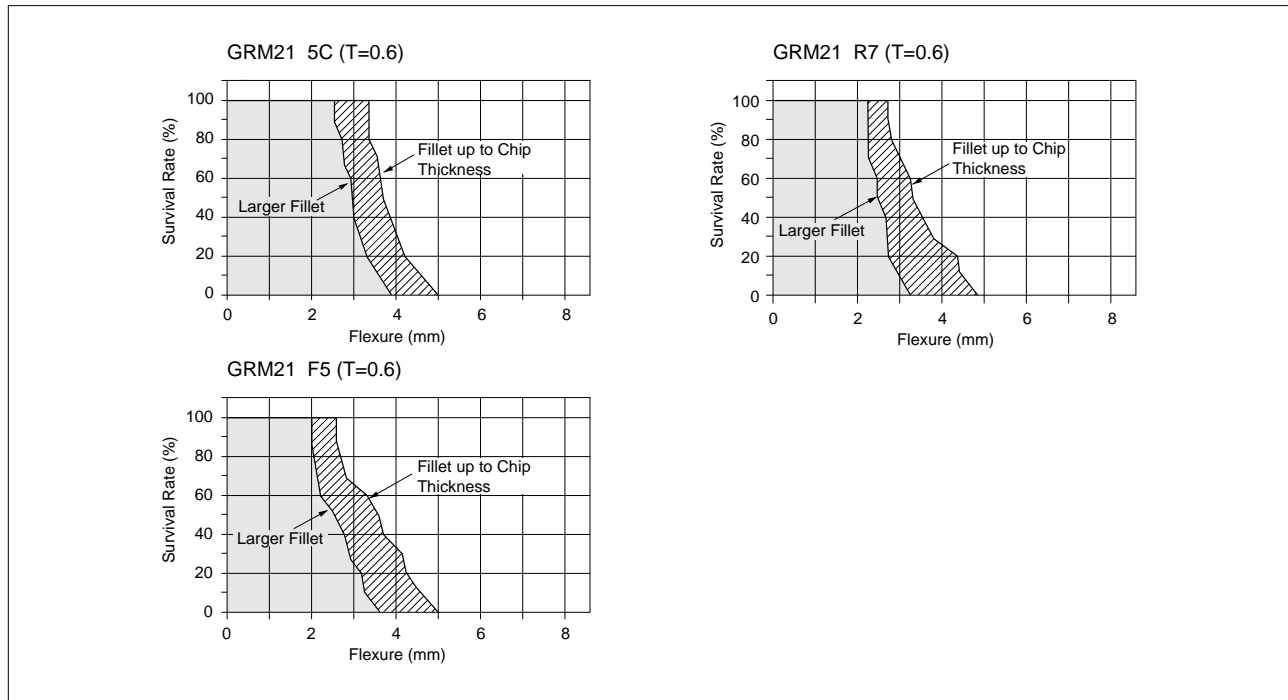 GRM21 5C (T=0.6)
100
80
60
40
20
0
Survival Rate (%)
Fillet up to Chip
Thickness
Larger Fillet
0 2 4 6 8
Flexure (mm)
GRM21 R7 (T=0.6)
100
80
60
40
20
0
Survival Rate (%)
Fillet up to Chip
Thickness
Larger Fillet
0 2 4 6 8
Flexure (mm)
GRM21 F5 (T=0.6)
100
80
60
40
20
0
Survival Rate (%)
Fillet up to Chip
Thickness
Larger Fillet
0 2 4 6 8
Flexure (mm)